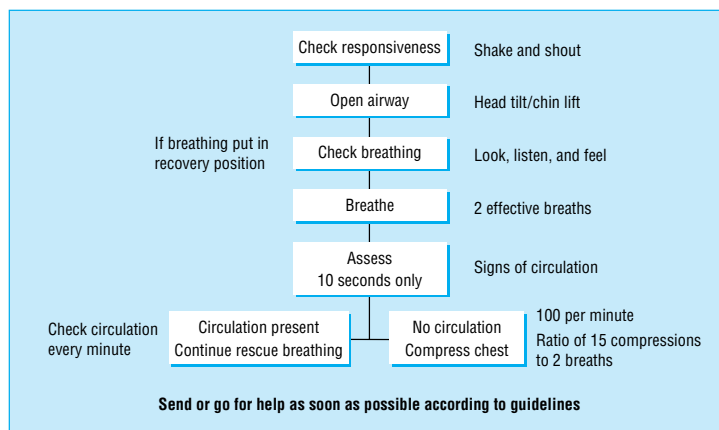 Check responsiveness
Shake and shout
Open airway
Head tilt/chin lift
If breathing put in
recovery position
Check breathing
Look, listen, and feel
Breathe
2 effective breaths
Assess
10 seconds only
Signs of circulation
Check circulation
every minute
Circulation present
Continue rescue breathing
No circulation
Compress chest
100 per minute
Ratio of 15 compressions
to 2 breaths
Send or go for help as soon as possible according to guidelines